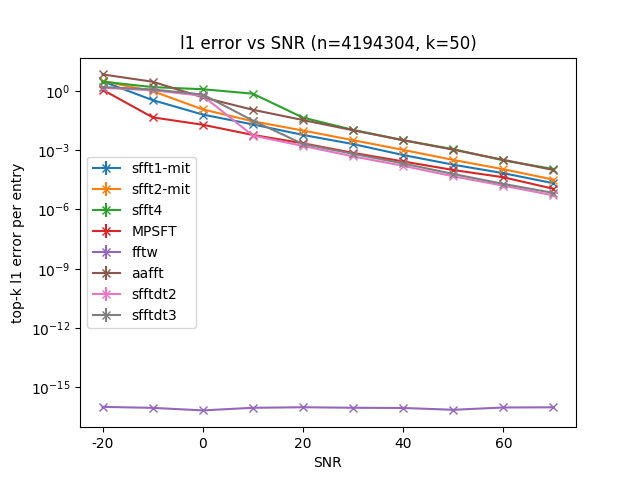 l1 error vs SNR (n=4194304, k=50)
top-k l1 error per entry
10^0
10^-3
10^-6
10^-9
10^-12
10^-15
sfft1-mit
sfft2-mit
sfft4
MPSFT
fftw
aafft
sfftdt2
sfftdt3
-20 0 20 40 60
SNR